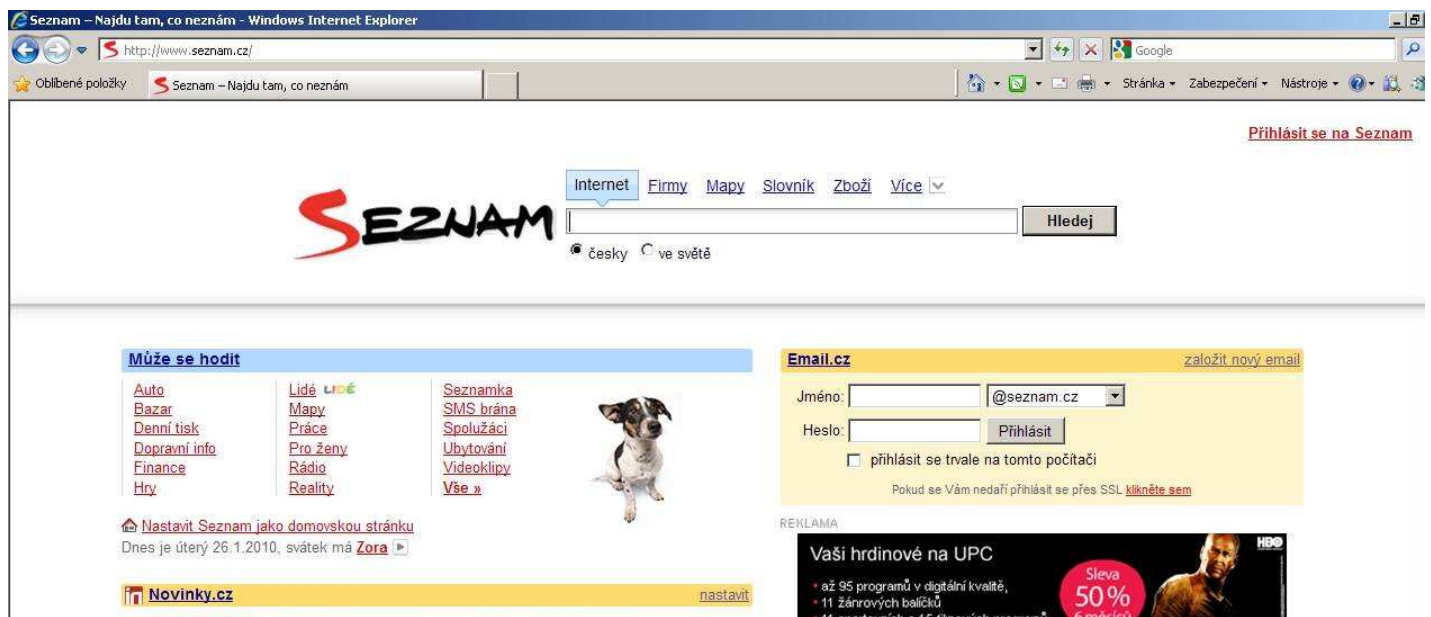 Seznam – Najdu tam, co neznám - Windows Internet Explorer
http://www.seznam.cz/
Google
Oblíbené položky
Seznam – Najdu tam, co neznám
Stránka
Zabezpečení
Nástroje
Přihlásit se na Seznam
Internet Firmy Mapy Slovník Zboží Více
SEZNAM
Hledej
česky ve světě
Může se hodit
Auto
Bazar
Denní tisk
Dopravní info
Finance
Hry
Lidé LIDÉ
Mapy
Práce
Pro ženy
Rádio
Reality
Seznamka
SMS brána
Spolužáci
Ubytování
Videoklipy
Vše »
Nastavit Seznam jako domovskou stránku
Dnes je úterý 26.1.2010, svátek má Zora
Novinky.cz nastavit
Email.cz založit nový email
Jméno: @seznam.cz
Heslo: Přihlásit
přihlásit se trvale na tomto počítači
Pokud se Vám nedaří přihlásit se přes SSL klikněte sem
REKLAMA
Vaši hrdinové na UPC
HBO
• až 95 programů v digitální kvalitě,
• 11 žánrových balíčků
Sleva
50%
6 měsíců